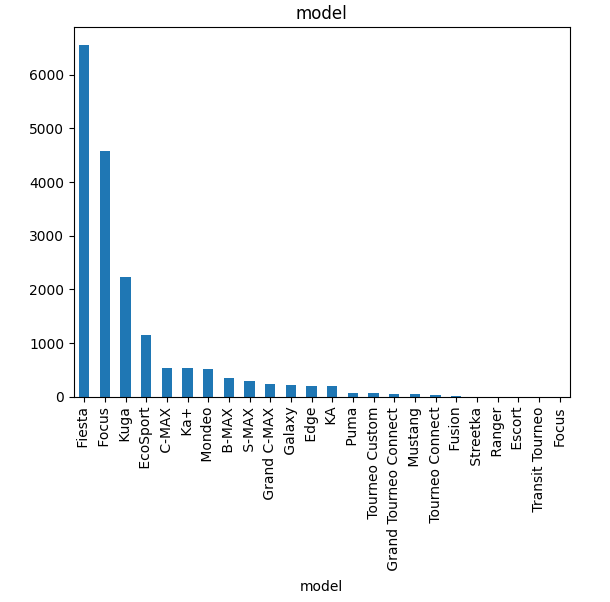 model
6000
5000
4000
3000
2000
1000
0
Fiesta
Focus
Kuga
EcoSport
C-MAX
Ka+
Mondeo
B-MAX
S-MAX
Grand C-MAX
Galaxy
Edge
KA
Puma
Tourneo Custom
Grand Tourneo Connect
Mustang
Tourneo Connect
Fusion
Streetka
Ranger
Escort
Transit Tourneo
Focus
model